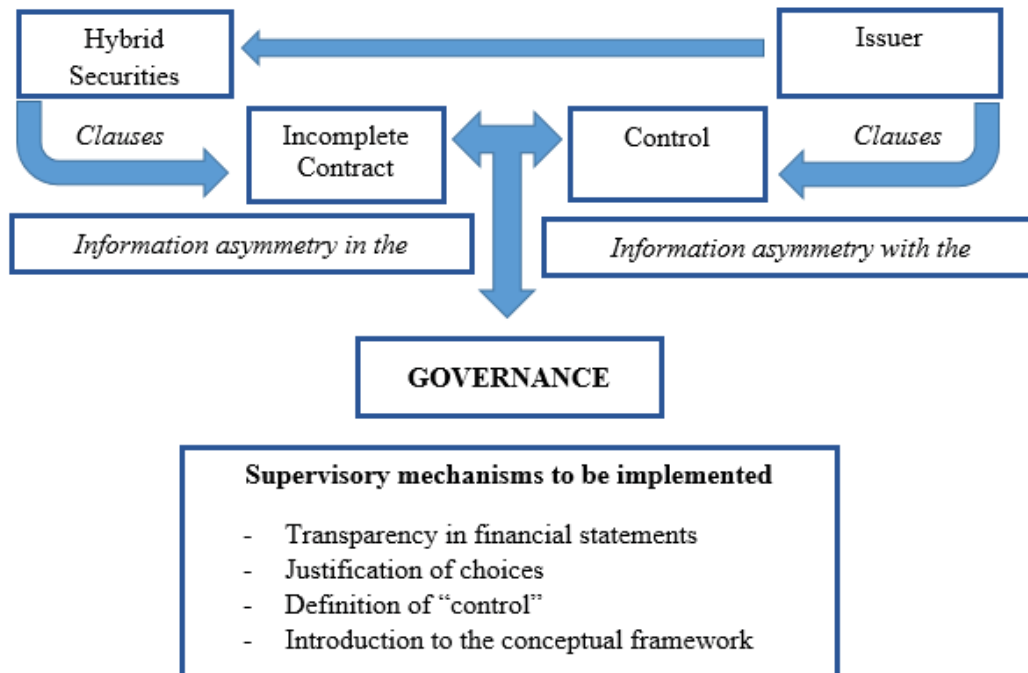 Hybrid
Securities
Issuer
Clauses
Incomplete
Contract
Control
Clauses
Information asymmetry in the
Information asymmetry with the
GOVERNANCE
Supervisory mechanisms to be implemented
- Transparency in financial statements
- Justification of choices
- Definition of “control”
- Introduction to the conceptual framework